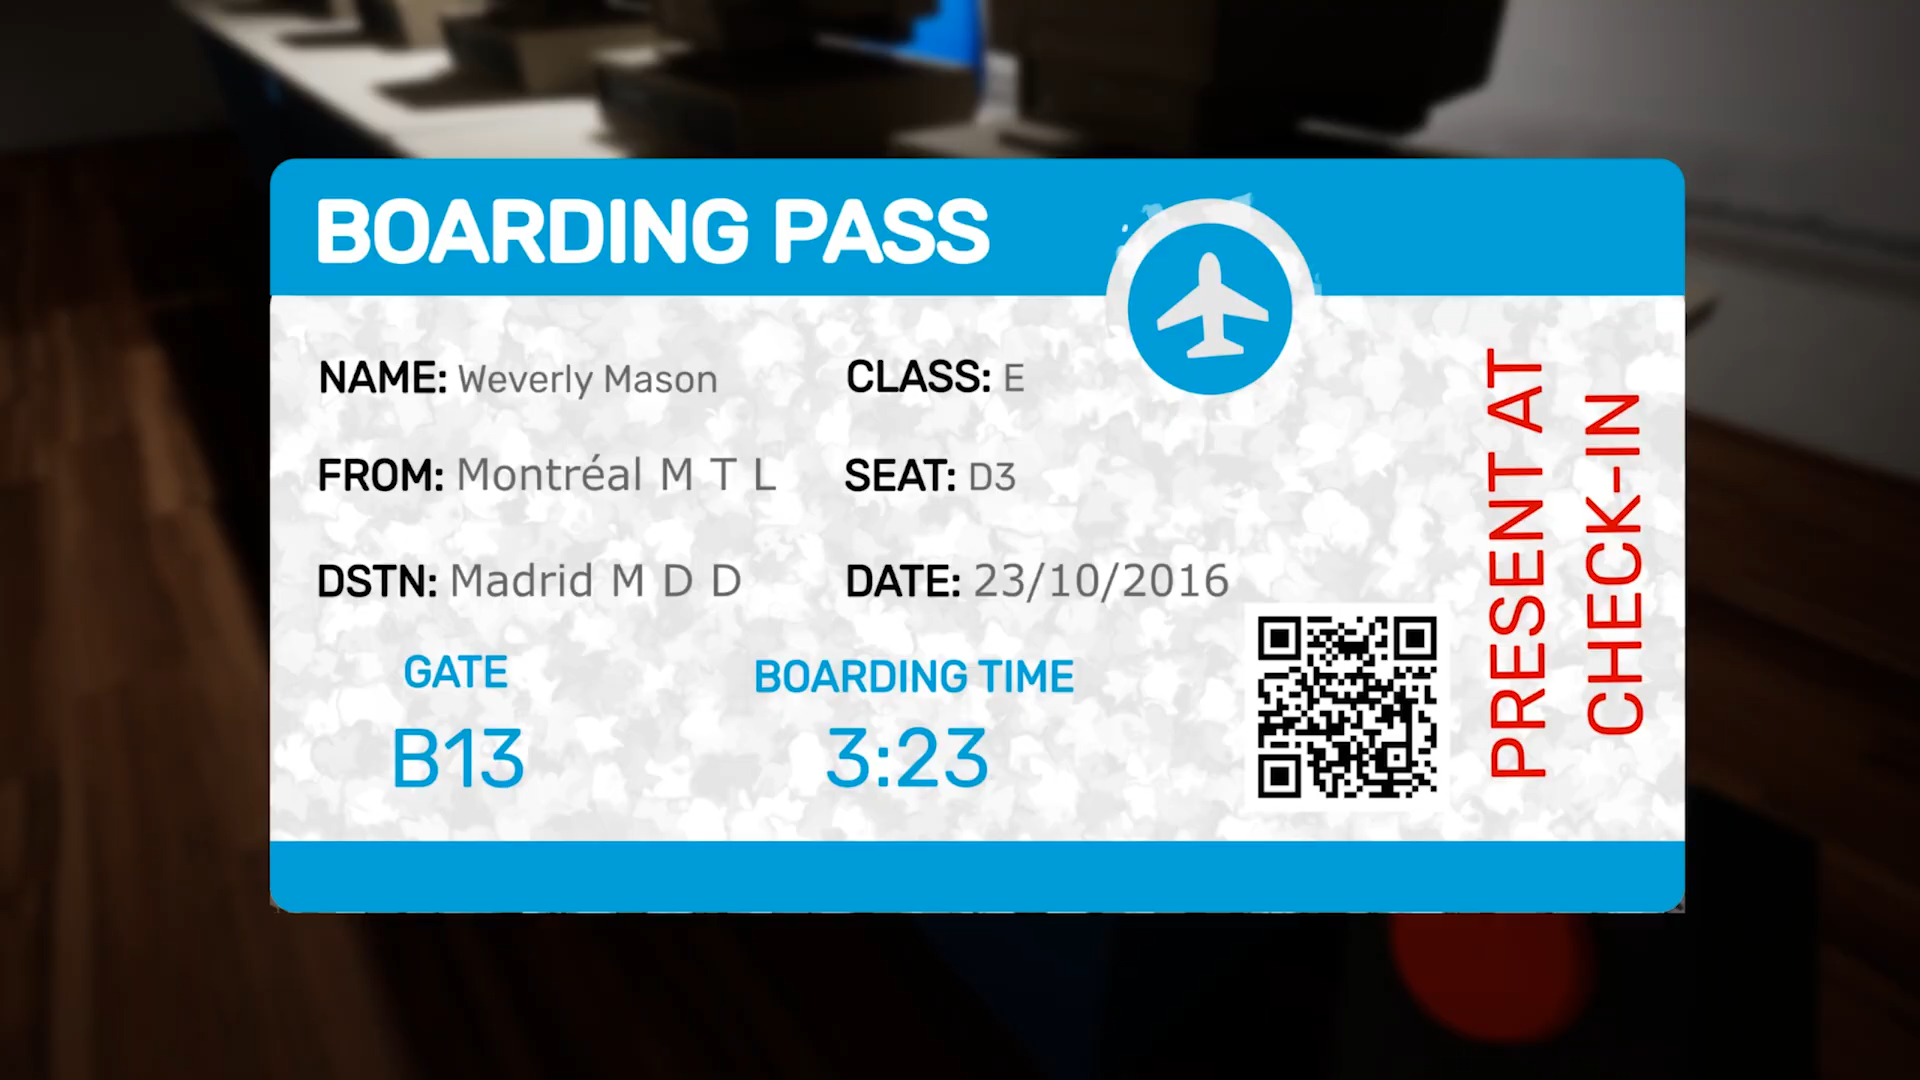 BOARDING PASS
NAME: Weverly Mason
CLASS: E
FROM: Montréal M T L
SEAT: D3
DSTN: Madrid M D D
DATE: 23/10/2016
GATE
B13
BOARDING TIME
3:23
PRESENT AT
CHECK-IN